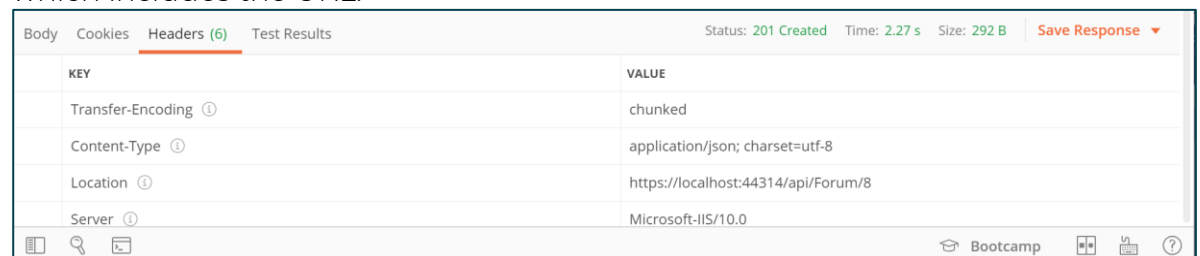 Body Cookies Headers (6) Test Results Status: 201 Created Time: 2.27 s Size: 292 B Save Response
KEY VALUE
Transfer-Encoding chunked
Content-Type application/json; charset=utf-8
Location https://localhost:44314/api/Forum/8
Server Microsoft-IIS/10.0
Bootcamp